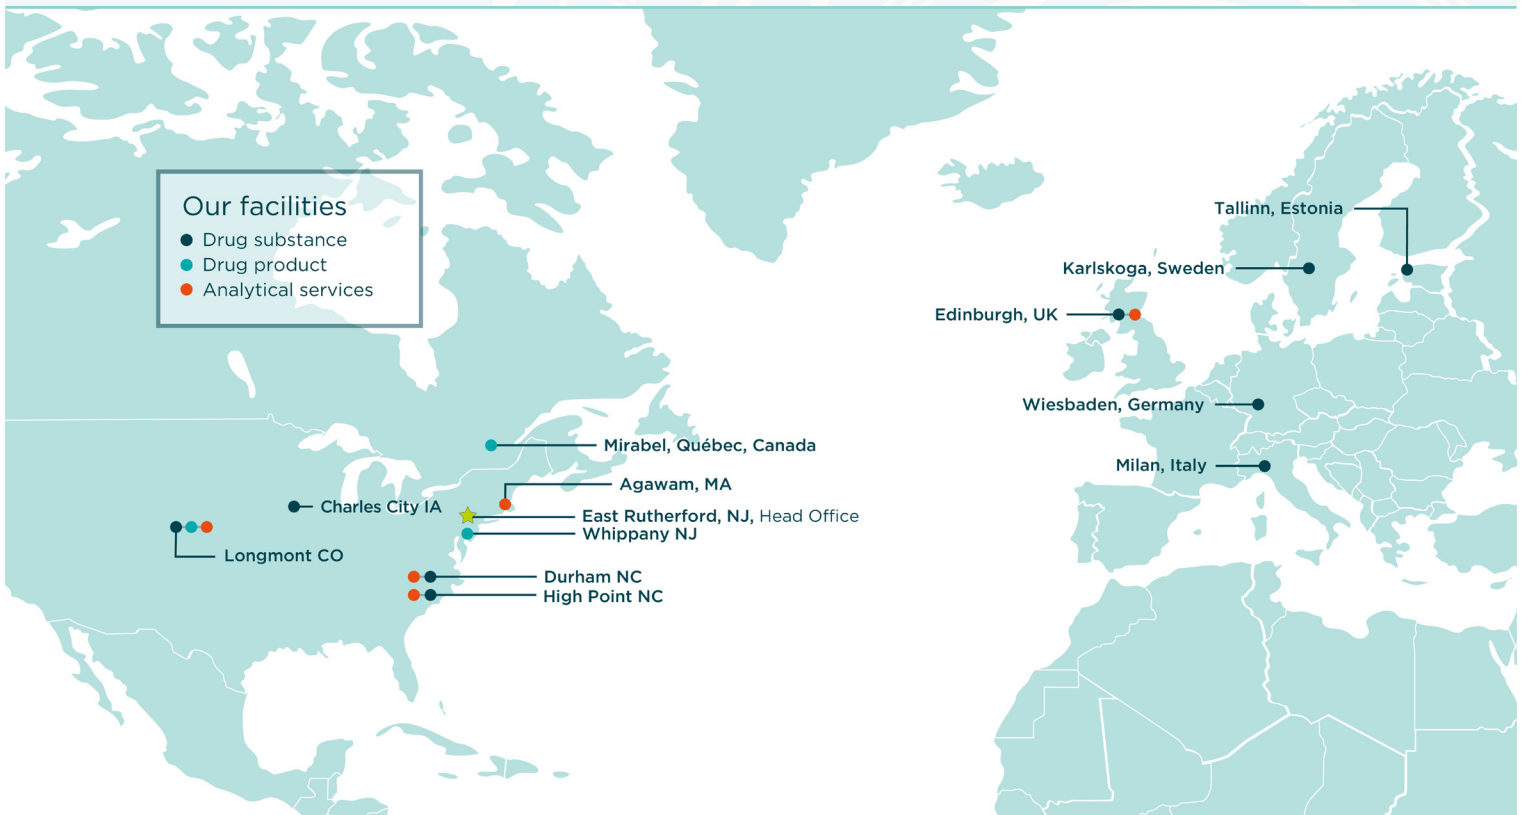 Our facilities
Drug substance
Drug product
Analytical services
Tallinn, Estonia
Karlskoga, Sweden
Edinburgh, UK
Wiesbaden, Germany
Milan, Italy
Mirabel, Québec, Canada
Agawam, MA
Charles City IA
East Rutherford, NJ, Head Office
Whippany NJ
Longmont CO
Durham NC
High Point NC